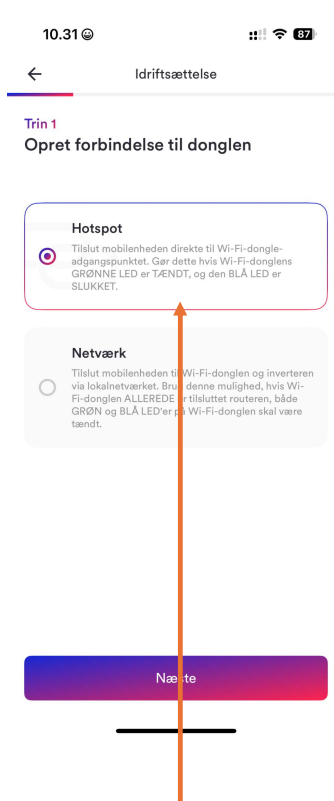 10.31
87
Idriftsættelse
Trin 1
Opret forbindelse til donglen
Hotspot
Tilslut mobilenheden direkte til Wi-Fi-dongle-
adgangspunktet. Gør dette hvis Wi-Fi-donglens
GRØNNE LED er TÆNDT, og den BLÅ LED er
SLUKKET.
Netværk
Tilslut mobilenheden til Wi-Fi-donglen og inverteren
via lokalnetværket. Brug denne mulighed, hvis Wi-
Fi-donglen ALLEREDE er tilsluttet routeren, både
GRØN og BLÅ LED'er på Wi-Fi-donglen skal være
tændt.
Næste